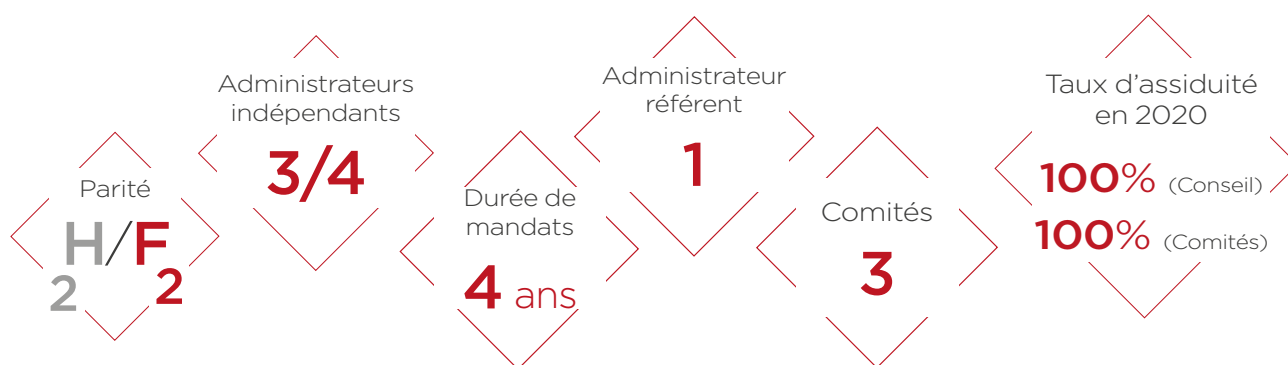 Parité
H/F
2 2
Administrateurs
indépendants
3/4
Durée de
mandats
4 ans
Administrateur
référent
1
Comités
3
Taux d’assiduité
en 2020
100% (Conseil)
100% (Comités)